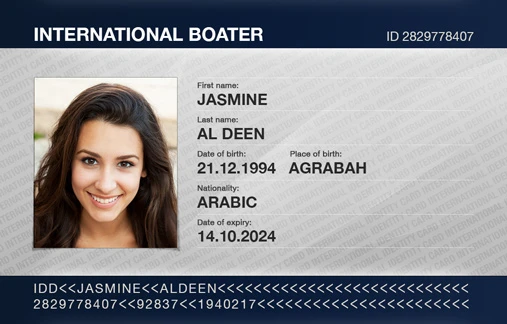 INTERNATIONAL BOATER ID 2829778407
First name:
JASMINE
Last name:
AL DEEN
Date of birth: Place of birth:
21.12.1994 AGRABAH
Nationality:
ARABIC
Date of expiry:
14.10.2024
IDD<<JASMINE<<ALDEEN<<<<<<<<<<<<<<<<<<<<<<<<<<<<
2829778407<<92837<<1940217<<<<<<<<<<<<<<<<<<<<<<